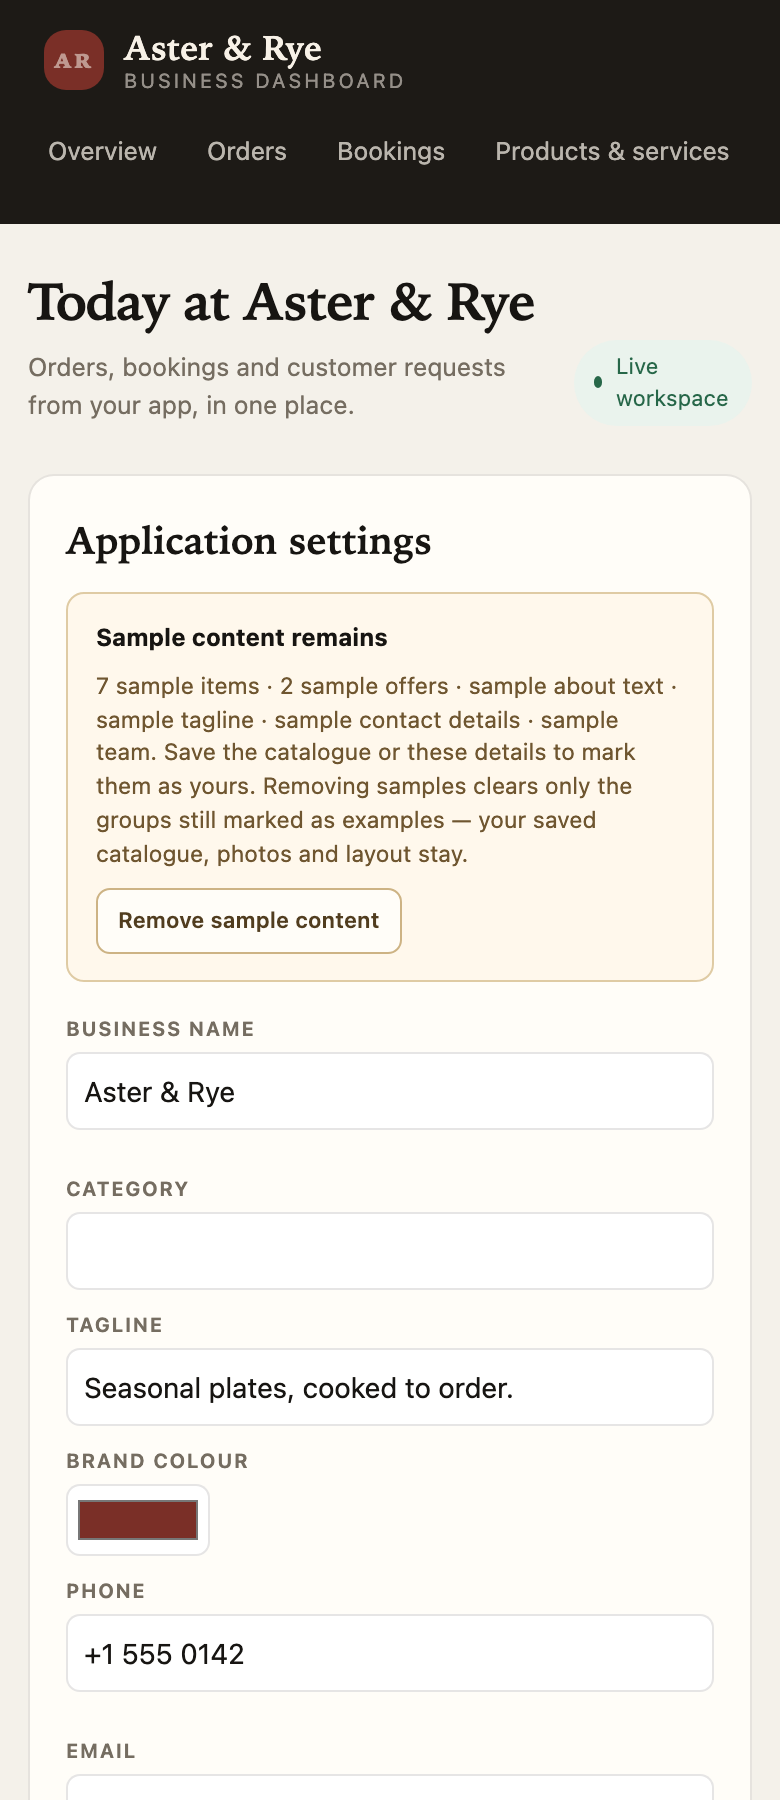 AR
Aster & Rye
BUSINESS DASHBOARD
Overview Orders Bookings Products & services
Today at Aster & Rye
Orders, bookings and customer requests
from your app, in one place.
Live
workspace
Application settings
Sample content remains
7 sample items · 2 sample offers · sample about text ·
sample tagline · sample contact details · sample
team. Save the catalogue or these details to mark
them as yours. Removing samples clears only the
groups still marked as examples — your saved
catalogue, photos and layout stay.
Remove sample content
BUSINESS NAME
Aster & Rye
CATEGORY
TAGLINE
Seasonal plates, cooked to order.
BRAND COLOUR
PHONE
+1 555 0142
EMAIL